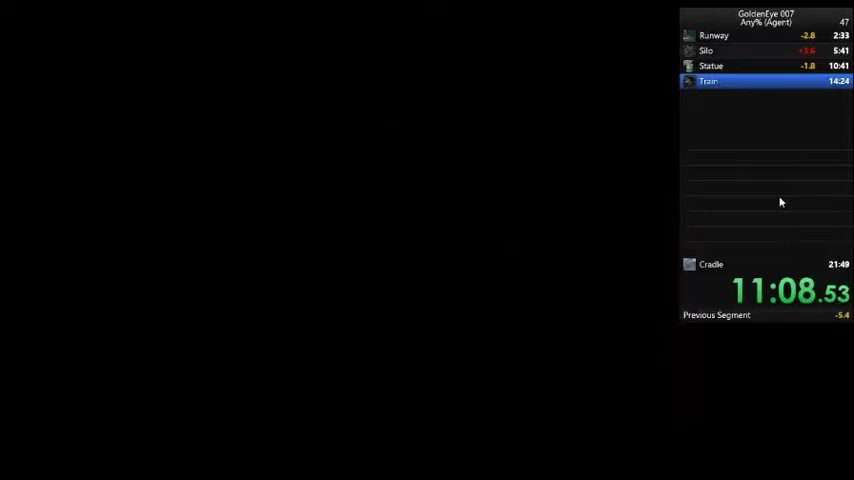 GoldenEye 007
Any% (Agent) 47
Runway -2.8 2:33
Silo +3.6 5:41
Statue -1.8 10:41
Train 14:24
Cradle 21:49
11:08.53
Previous Segment -5.4